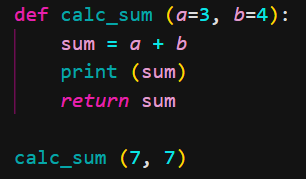 def calc_sum (a=3, b=4):
    sum = a + b
    print (sum)
    return sum

calc_sum (7, 7)